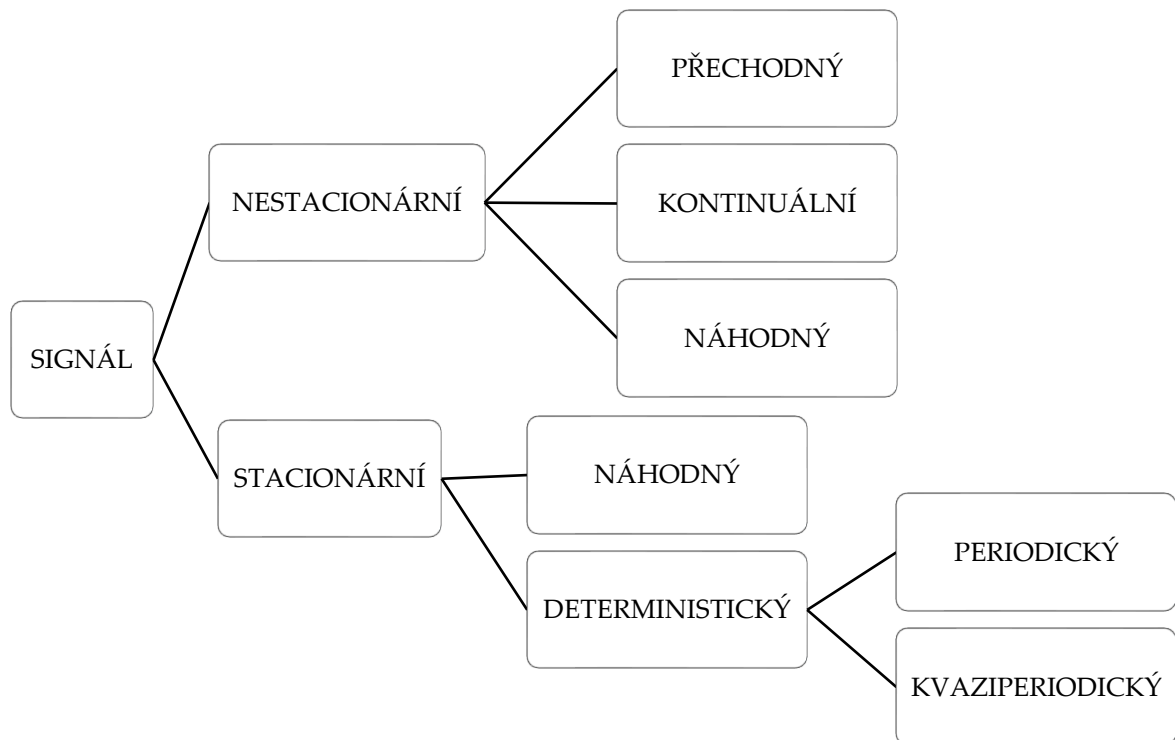 PŘECHODNÝ
NESTACIONÁRNÍ
KONTINUÁLNÍ
NÁHODNÝ
SIGNÁL
STACIONÁRNÍ
NÁHODNÝ
PERIODICKÝ
DETERMINISTICKÝ
KVAZIPERIODICKÝ